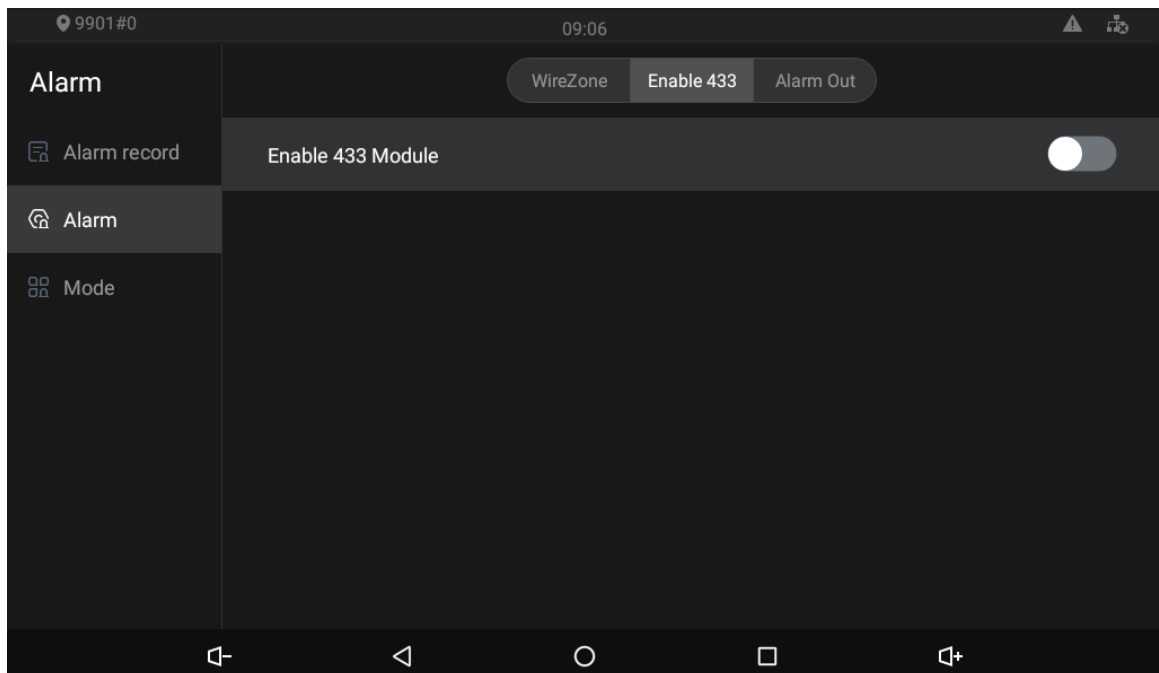 9901#0 09:06
Alarm
WireZone Enable 433 Alarm Out
Alarm record
Enable 433 Module
Alarm
Mode